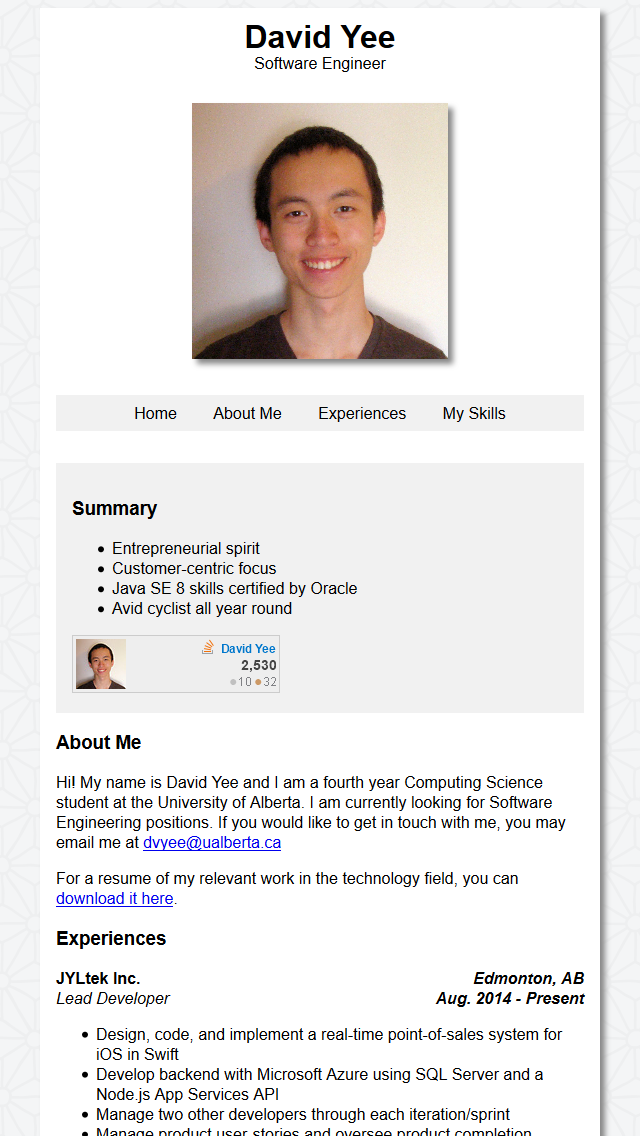 David Yee
Software Engineer
Home About Me Experiences My Skills
Summary
• Entrepreneurial spirit
• Customer-centric focus
• Java SE 8 skills certified by Oracle
• Avid cyclist all year round
David Yee
2,530
●10 ●32
About Me
Hi! My name is David Yee and I am a fourth year Computing Science
student at the University of Alberta. I am currently looking for Software
Engineering positions. If you would like to get in touch with me, you may
email me at dvyee@ualberta.ca
For a resume of my relevant work in the technology field, you can
download it here.
Experiences
JYLtek Inc. Edmonton, AB
Lead Developer Aug. 2014 - Present
• Design, code, and implement a real-time point-of-sales system for
iOS in Swift
• Develop backend with Microsoft Azure using SQL Server and a
Node.js App Services API
• Manage two other developers through each iteration/sprint
• Manage product user stories and oversee product completion